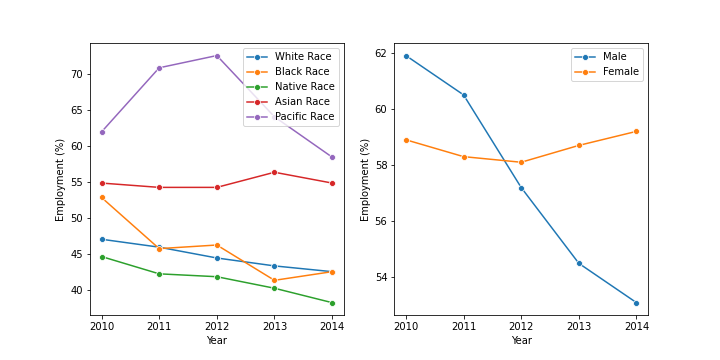 70
65
60
55
50
45
40
Employment (%)
2010 2011 2012 2013 2014
Year
White Race
Black Race
Native Race
Asian Race
Pacific Race
62
60
58
56
54
Employment (%)
2010 2011 2012 2013 2014
Year
Male
Female